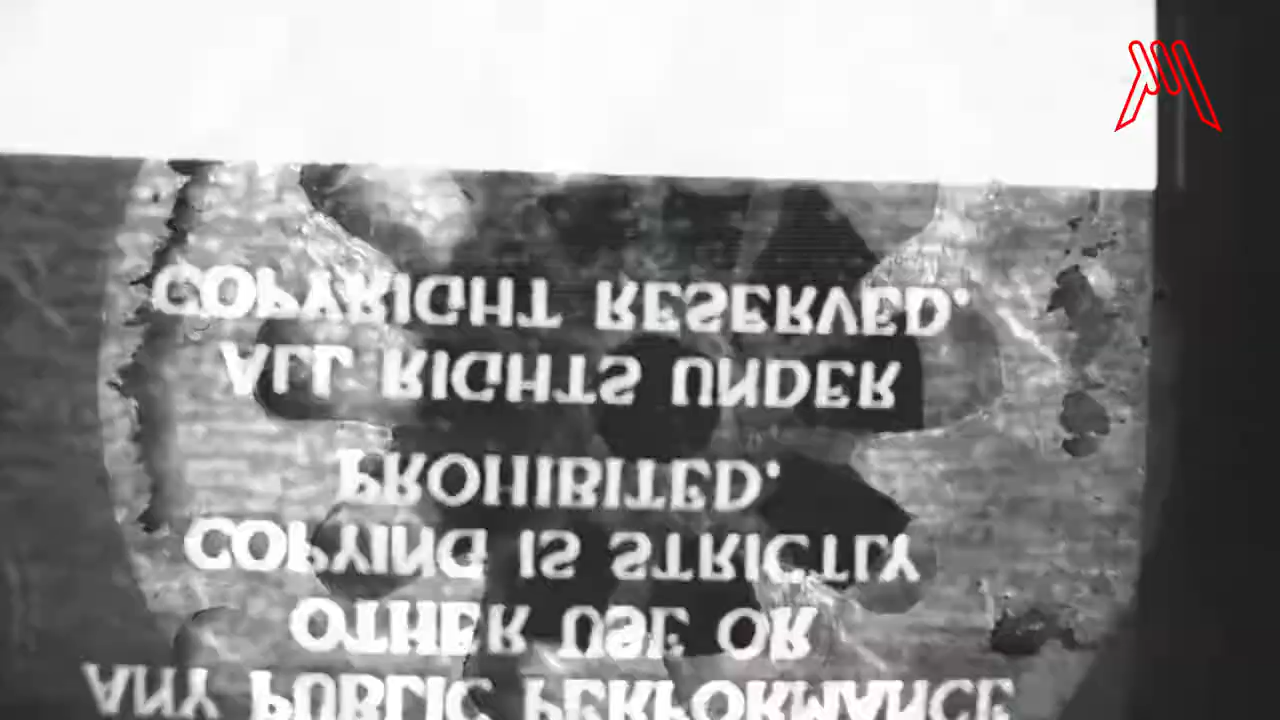 ANY PUBLIC PERFORMANCE
OTHER USE OR
COPYING IS STRICTLY
PROHIBITED.
ALL RIGHTS UNDER
COPYRIGHT RESERVED.